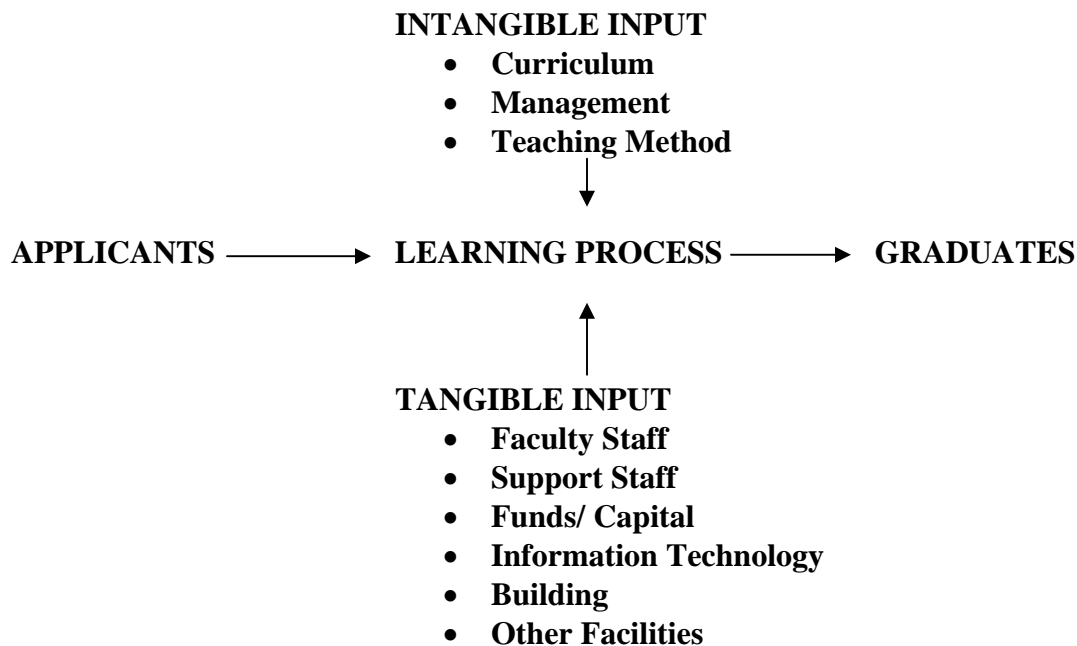 INTANGIBLE INPUT
• Curriculum
• Management
• Teaching Method
APPLICANTS LEARNING PROCESS GRADUATES
TANGIBLE INPUT
• Faculty Staff
• Support Staff
• Funds/ Capital
• Information Technology
• Building
• Other Facilities